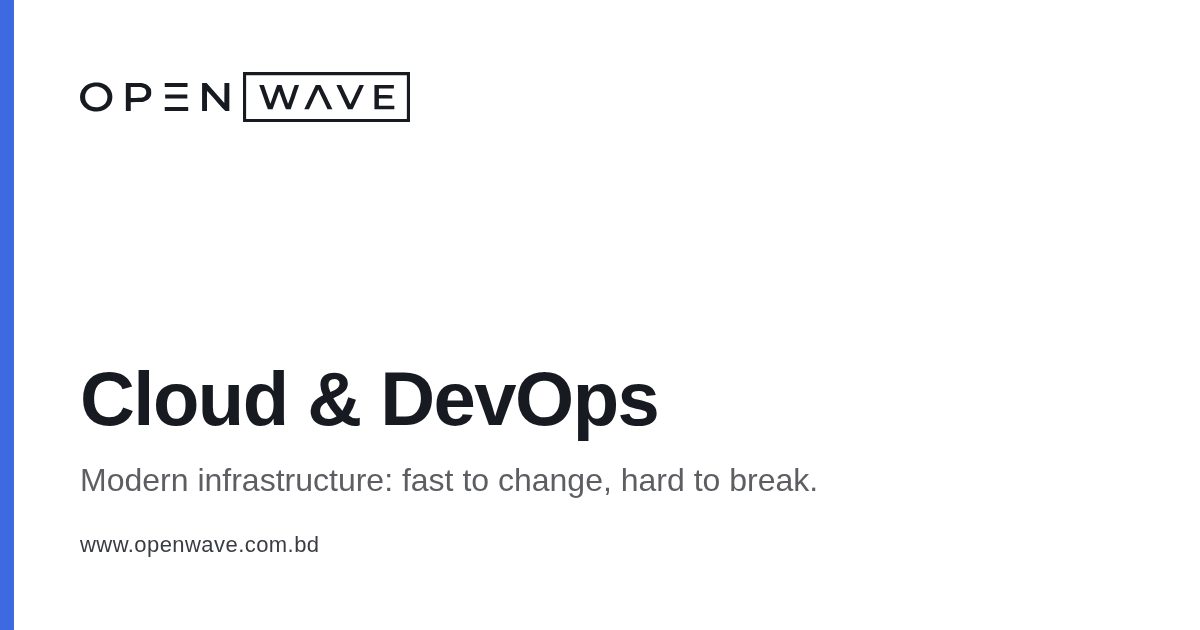 OPEN WAVE
Cloud & DevOps
Modern infrastructure: fast to change, hard to break.
www.openwave.com.bd